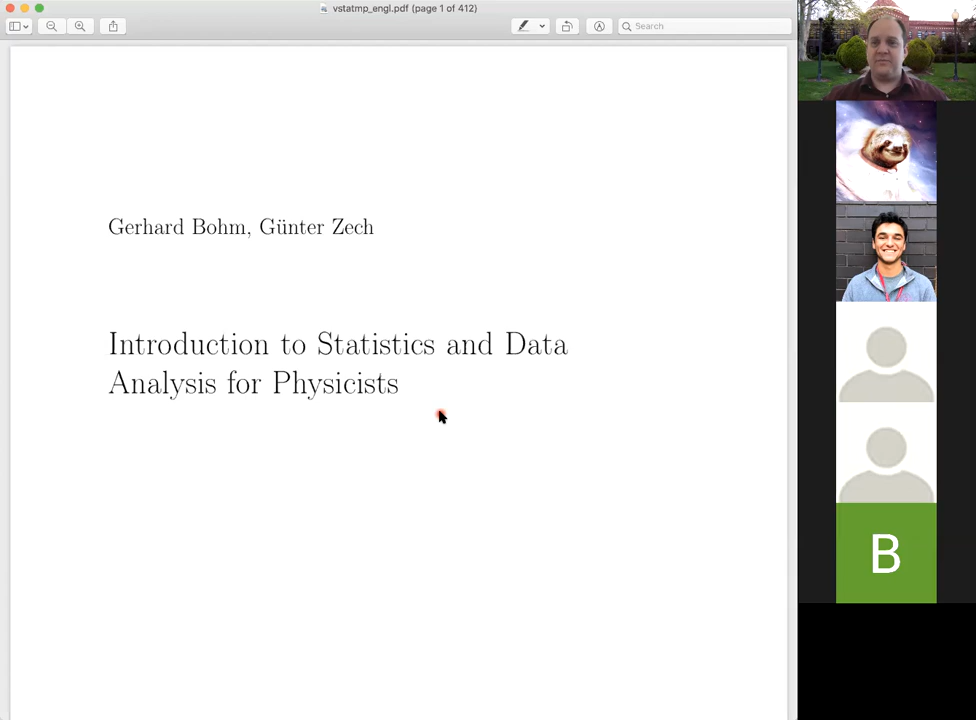 vstatmp_engl.pdf (page 1 of 412)
Search
Gerhard Bohm, Günter Zech
Introduction to Statistics and Data
Analysis for Physicists
B